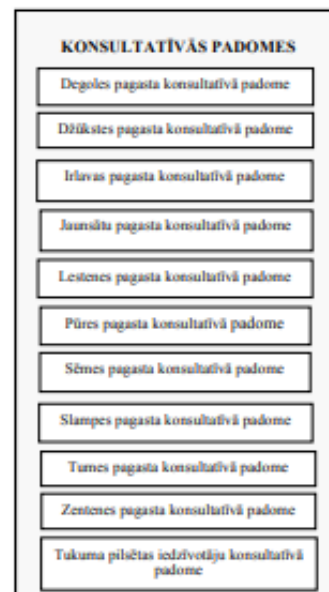 KONSULTATĪVĀS PADOMES
Degoles pagasta konsultatīvā padome
Džūkstes pagasta konsultatīvā padome
Irlavas pagasta konsultatīvā padome
Jaunsātu pagasta konsultatīvā padome
Lestenes pagasta konsultatīvā padome
Pūres pagasta konsultatīvā padome
Sēmes pagasta konsultatīvā padome
Slampes pagasta konsultatīvā padome
Tumes pagasta konsultatīvā padome
Zentenes pagasta konsultatīvā padome
Tukuma pilsētas iedzīvotāju konsultatīvā
padome